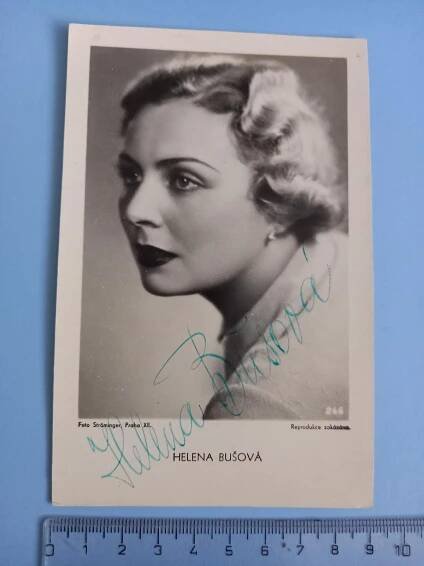 Helena Bušová
246
Foto Ströminger, Praha XII.
Reprodukce zakázána.
HELENA BUŠOVÁ
0 1 2 3 4 5 6 7 8 9 10